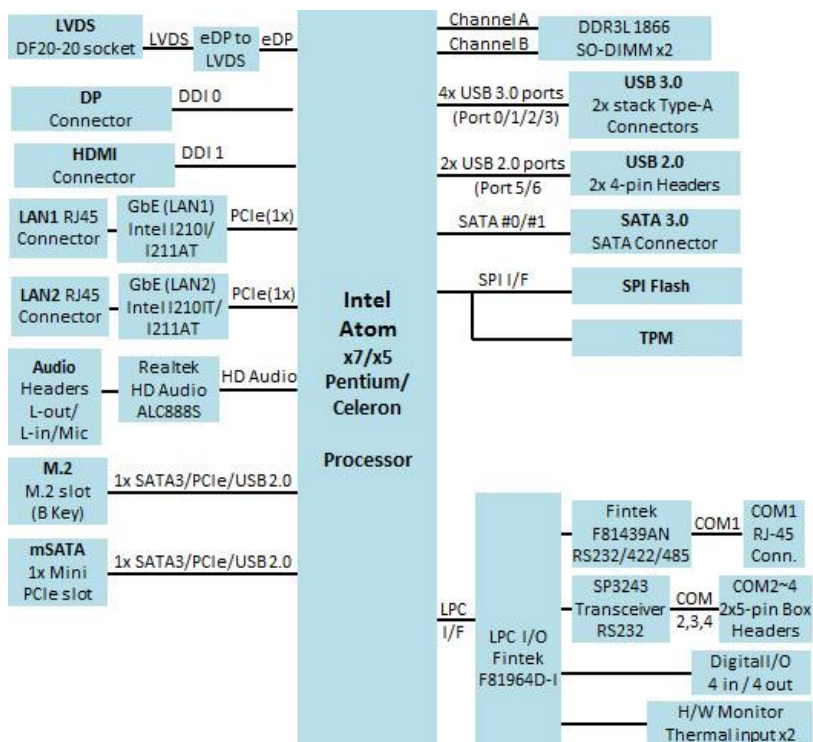 LVDS
DF20-20 socket
LVDS
eDP to
LVDS
eDP
DP
Connector
DDI 0
HDMI
Connector
DDI 1
LAN1 RJ45
Connector
GbE (LAN1)
Intel I210I/
I211AT
PCIe(1x)
LAN2 RJ45
Connector
GbE (LAN2)
Intel I210IT/
I211AT
PCIe(1x)
Audio
Headers
L-out/
L-in/Mic
Realtek
HD Audio
ALC888S
HD Audio
M.2
M.2 slot
(B Key)
1x SATA3/PCIe/USB2.0
mSATA
1x Mini
PCIe slot
1x SATA3/PCIe/USB2.0
Intel
Atom
x7/x5
Pentium/
Celeron
Processor
Channel A
Channel B
DDR3L 1866
SO-DIMM x2
4x USB 3.0 ports
(Port 0/1/2/3)
USB 3.0
2x stack Type-A
Connectors
2x USB 2.0 ports
(Port 5/6
USB 2.0
2x 4-pin Headers
SATA #0/#1
SATA 3.0
SATA Connector
SPI I/F
SPI Flash
TPM
LPC
I/F
LPC I/O
Fintek
F81964D-I
Fintek
F81439AN
RS232/422/485
COM1
COM1
RJ-45
Conn.
SP3243
Transceiver
RS232
COM
2,3,4
COM2~4
2x5-pin Box
Headers
DigitalI/O
4 in / 4 out
H/W Monitor
Thermal input x2